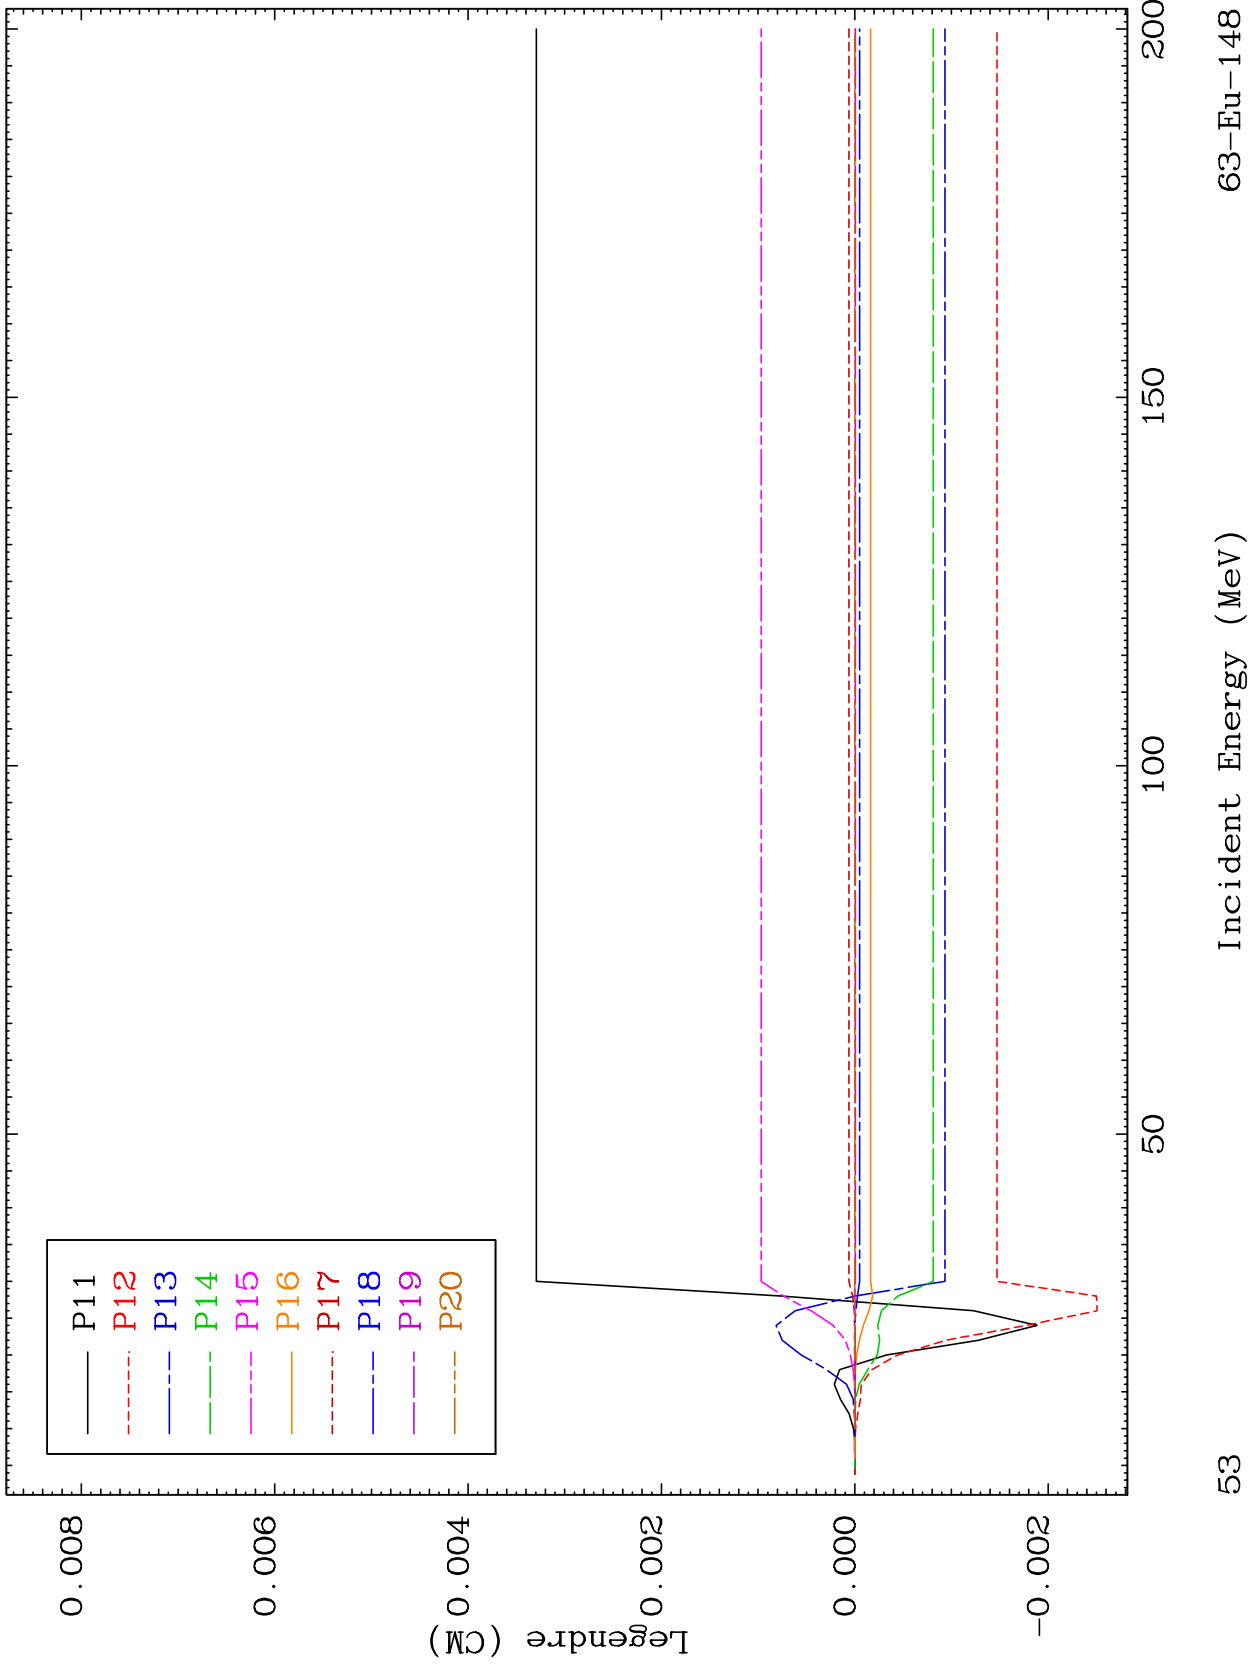 P11
P12
P13
P14
P15
P16
P17
P18
P19
P20
0.008
0.006
0.004
0.002
0.000
-0.002
Legendre (CM)
50
100
150
200
Incident Energy (MeV)
53
63-Eu-148